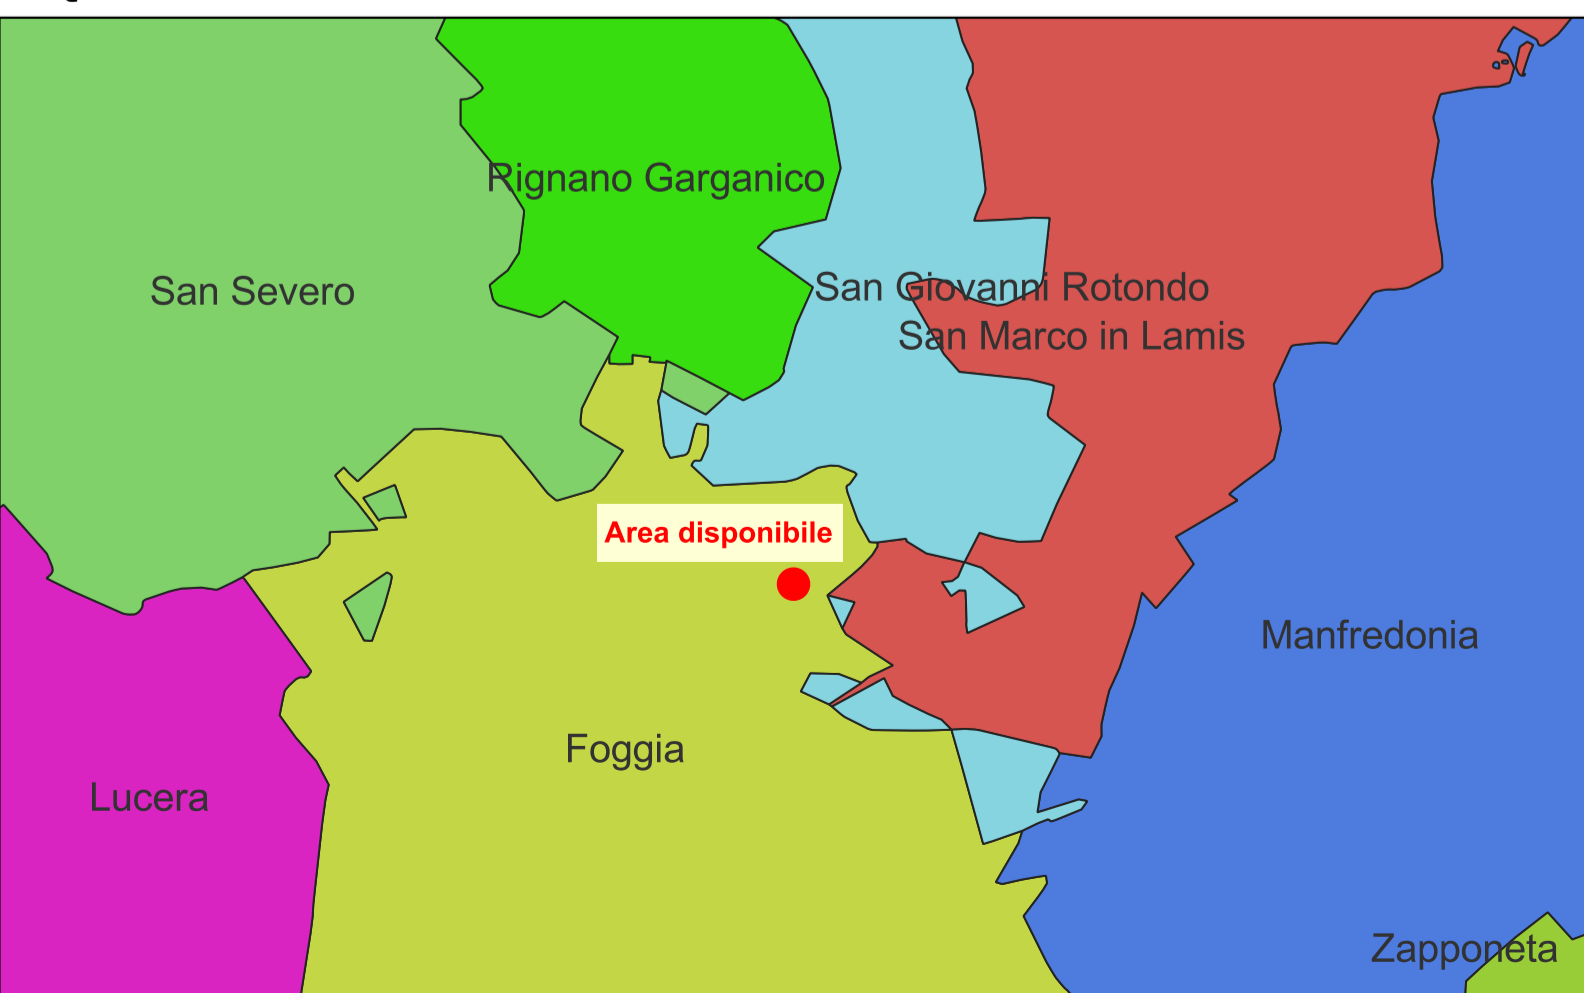 Rignano Garganico
San Severo
San Giovanni Rotondo
San Marco in Lamis
Area disponibile
Manfredonia
Foggia
Lucera
Zapponeta